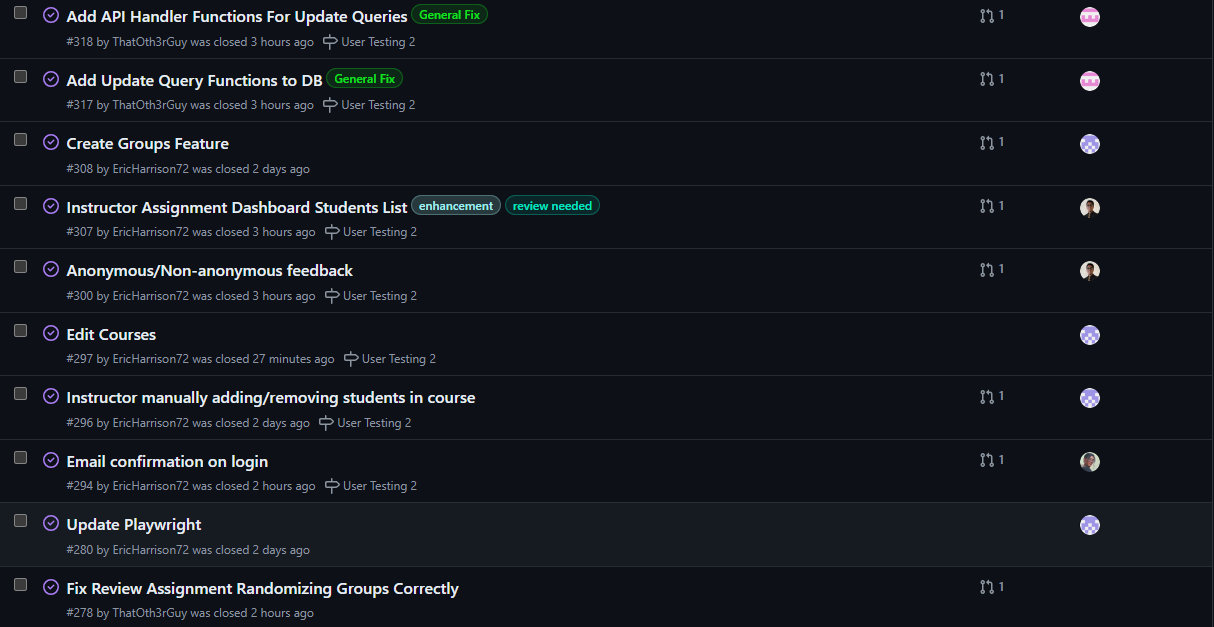 Add API Handler Functions For Update Queries General Fix 1
#318 by ThatOth3rGuy was closed 3 hours ago User Testing 2
Add Update Query Functions to DB General Fix 1
#317 by ThatOth3rGuy was closed 3 hours ago User Testing 2
Create Groups Feature 1
#308 by EricHarrison72 was closed 2 days ago
Instructor Assignment Dashboard Students List enhancement review needed 1
#307 by EricHarrison72 was closed 3 hours ago User Testing 2
Anonymous/Non-anonymous feedback 1
#300 by EricHarrison72 was closed 3 hours ago User Testing 2
Edit Courses
#297 by EricHarrison72 was closed 27 minutes ago User Testing 2
Instructor manually adding/removing students in course 1
#296 by EricHarrison72 was closed 2 days ago User Testing 2
Email confirmation on login 1
#294 by EricHarrison72 was closed 2 hours ago User Testing 2
Update Playwright
#280 by EricHarrison72 was closed 2 days ago
Fix Review Assignment Randomizing Groups Correctly 1
#278 by ThatOth3rGuy was closed 2 hours ago